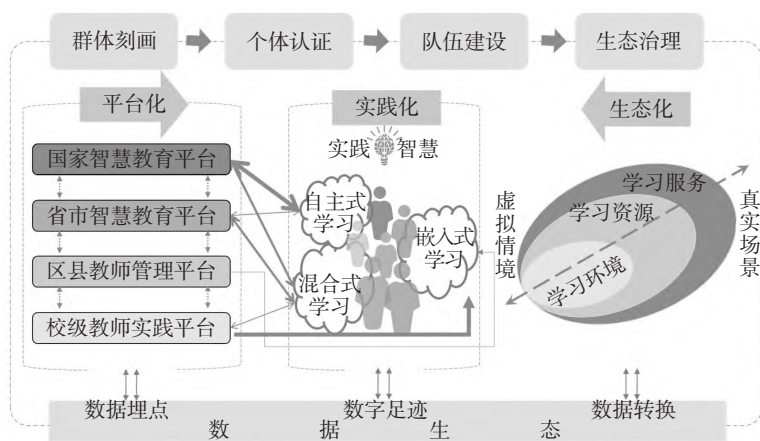 群体刻画
个体认证
队伍建设
生态治理
平台化
实践化
生态化
国家智慧教育平台
省市智慧教育平台
区县教师管理平台
校级教师实践平台
实践 智慧
自主式
学习
混合式
学习
嵌入式
学习
虚拟情境
学习服务
学习资源
学习环境
真实场景
数据埋点
数字足迹
数据转换
数 据 生 态